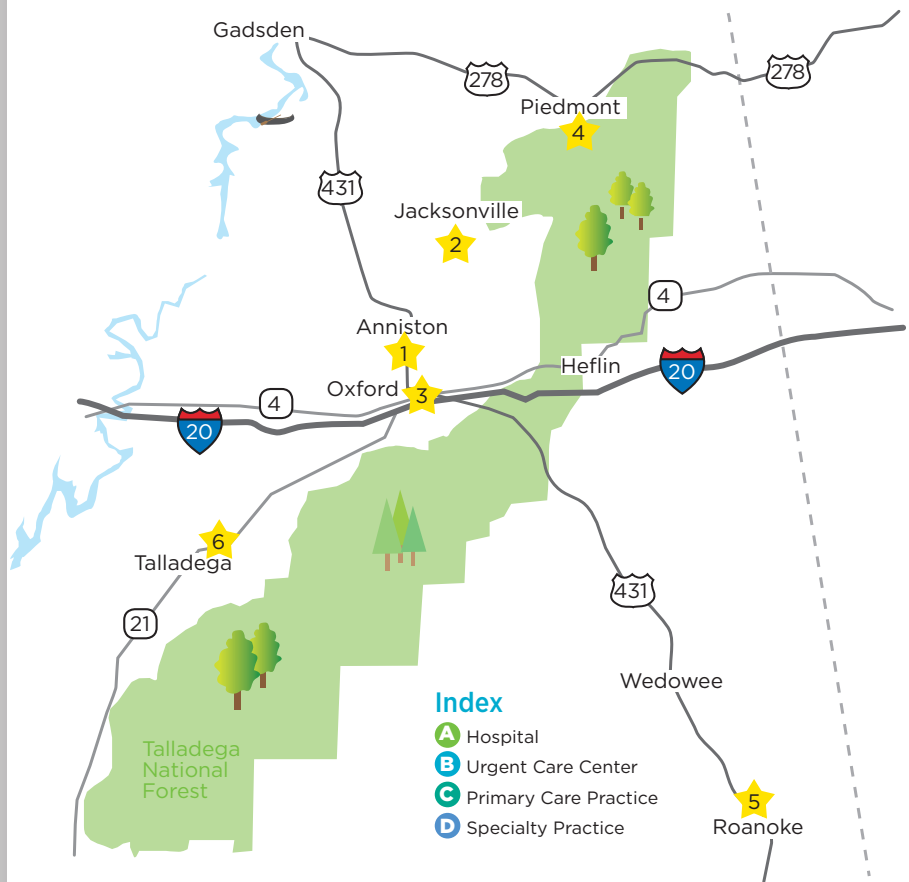 Gadsden
278
278
Piedmont
4
431
Jacksonville
2
4
Anniston
1
Heflin
20
Oxford
3
4
20
6
Talladega
431
21
Wedowee
Index
A Hospital
B Urgent Care Center
C Primary Care Practice
D Specialty Practice
Talladega
National
Forest
5
Roanoke